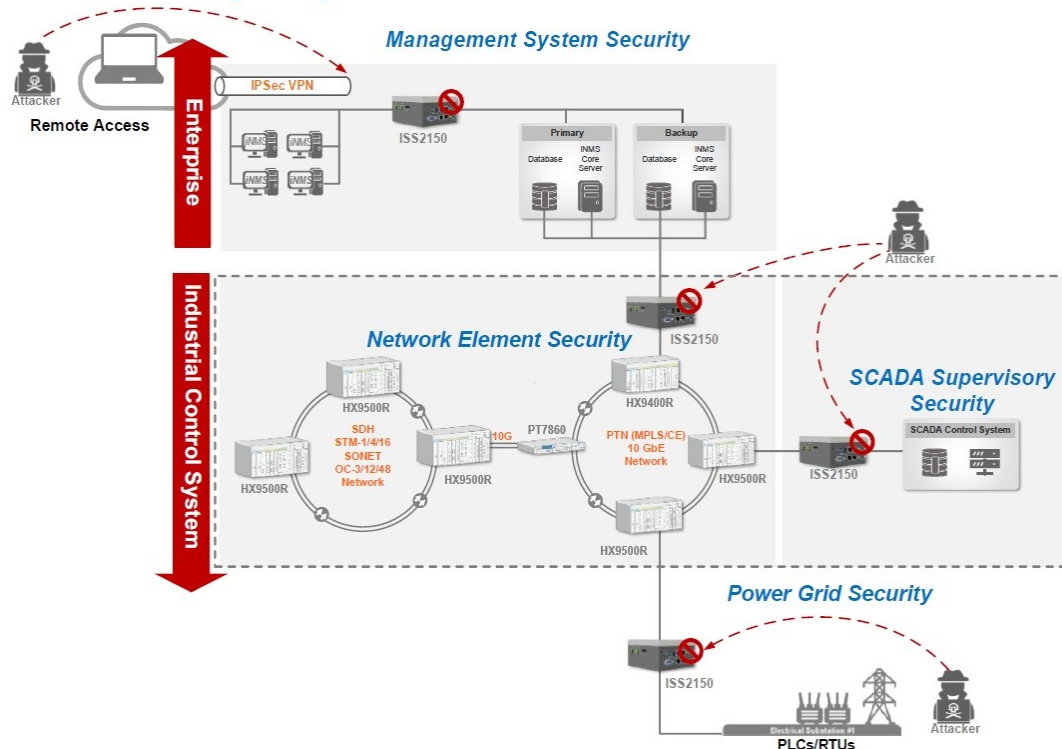 Management System Security
Attacker
Remote Access
IPSec VPN
Enterprise
ISS2150
iNMS
iNMS
iNMS
iNMS
Primary
Database
INMS
Core
Server
Backup
Database
INMS
Core
Server
Attacker
Industrial Control System
Network Element Security
ISS2150
HX9500R
SDH
STM-1/4/16
SONET
OC-3/12/48
Network
HX9500R
HX9500R
10G
PT7860
HX9400R
PTN (MPLS/CE)
10 GbE
Network
HX9500R
HX9500R
SCADA Supervisory
Security
ISS2150
SCADA Control System
Power Grid Security
ISS2150
Attacker
Electrical Substation #1
PLCs/RTUs